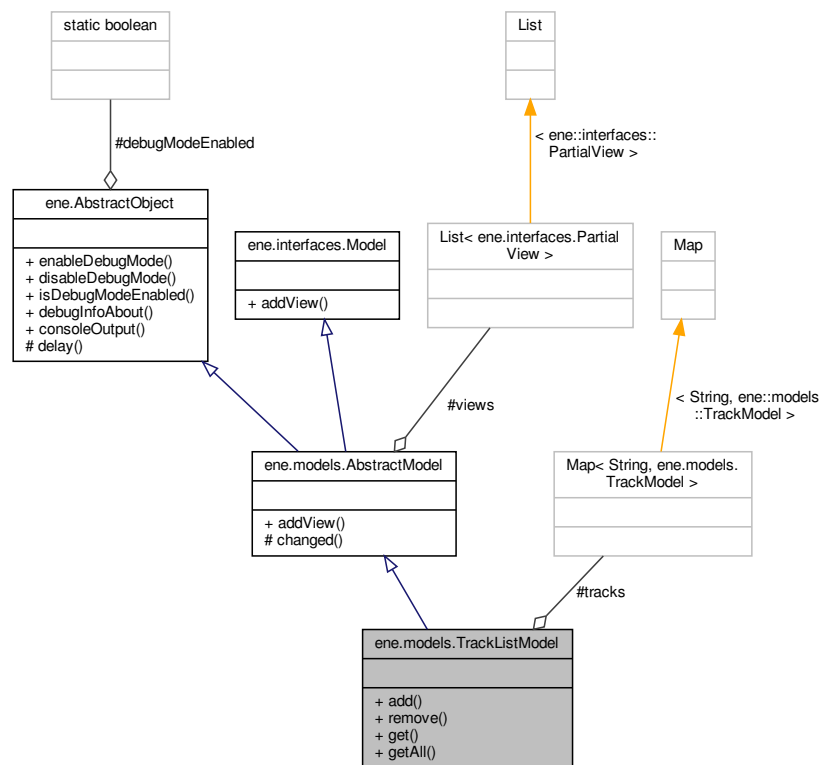 static boolean
List
#debugModeEnabled
< ene::interfaces::
PartialView >
ene.AbstractObject
+ enableDebugMode()
+ disableDebugMode()
+ isDebugModeEnabled()
+ debugInfoAbout()
+ consoleOutput()
# delay()
ene.interfaces.Model
+ addView()
List< ene.interfaces.Partial
View >
Map
#views
< String, ene::models
::TrackModel >
ene.models.AbstractModel
+ addView()
# changed()
Map< String, ene.models.
TrackModel >
#tracks
ene.models.TrackListModel
+ add()
+ remove()
+ get()
+ getAll()